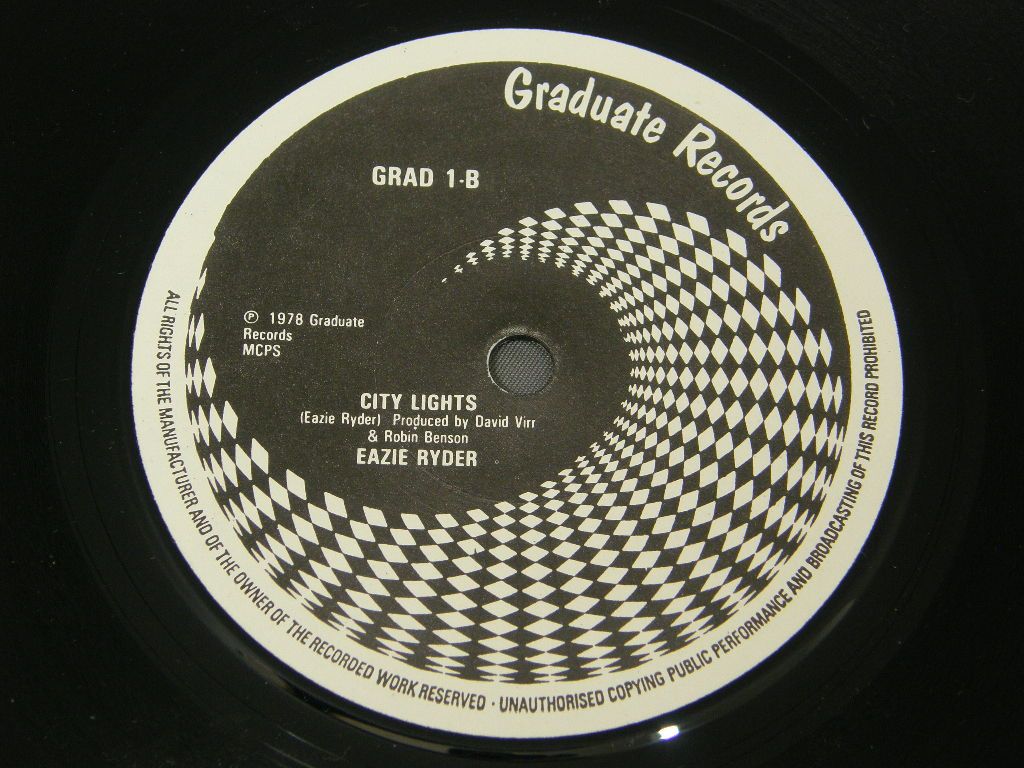 Graduate Records
GRAD 1·B
℗ 1978 Graduate
Records
MCPS
CITY LIGHTS
(Eazie Ryder) Produced by David Virr
& Robin Benson
EAZIE RYDER
ALL RIGHTS OF THE MANUFACTURER AND OF THE OWNER OF THE RECORDED WORK RESERVED · UNAUTHORISED COPYING PUBLIC PERFORMANCE AND BROADCASTING OF THIS RECORD PROHIBITED